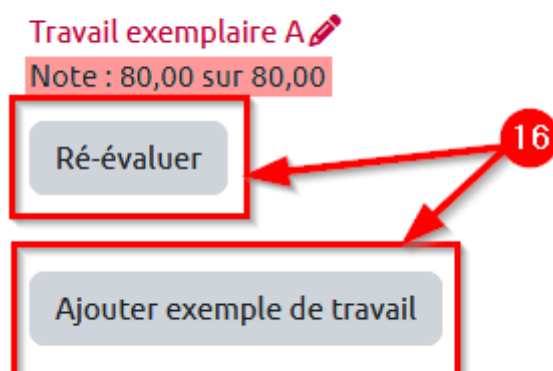 Travail exemplaire A
Note : 80,00 sur 80,00
Ré-évaluer
16
Ajouter exemple de travail